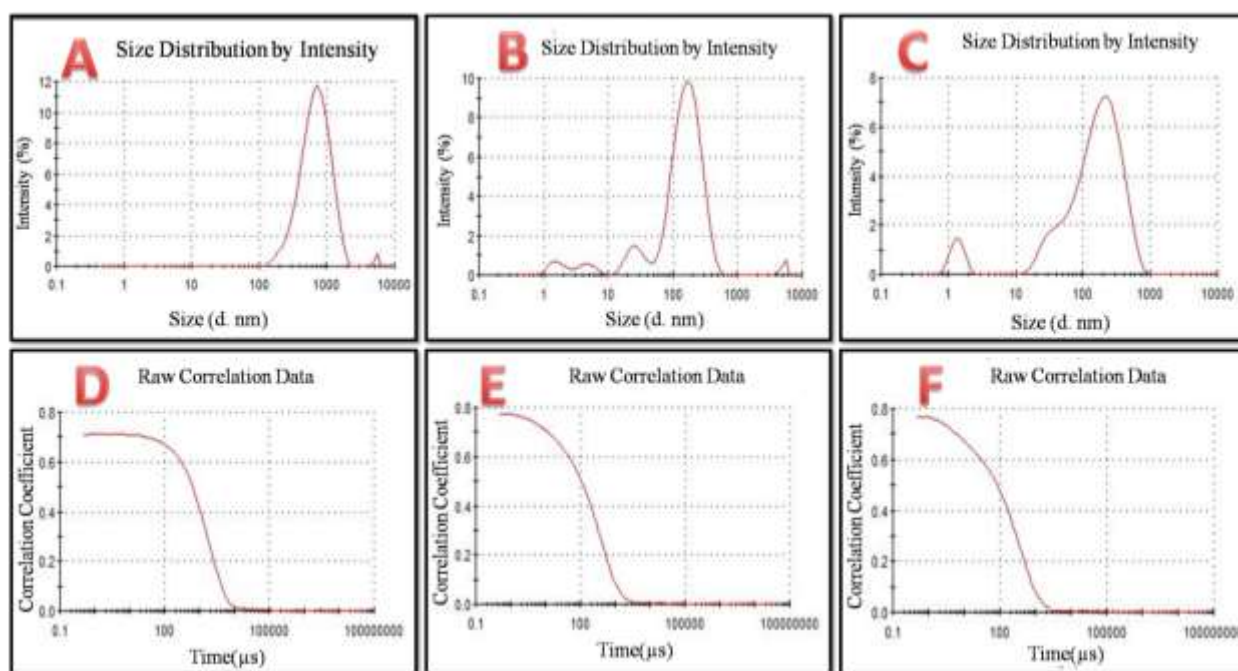 A
Size Distribution by Intensity
Intensity (%)
12
10
8
6
4
2
0
0.1 1 10 100 1000 10000
Size (d. nm)
B
Size Distribution by Intensity
Intensity (%)
10
8
6
4
2
0
0.1 1 10 100 1000 10000
Size (d. nm)
C
Size Distribution by Intensity
Intensity (%)
8
6
4
2
0
0.1 1 10 100 1000 10000
Size (d. nm)
D
Raw Correlation Data
Correlation Coefficient
0.8
0.6
0.4
0.2
0.0
0.1 100 100000 100000000
Time(µs)
E
Raw Correlation Data
Correlation Coefficient
0.8
0.6
0.4
0.2
0.0
0.1 100 100000 100000000
Time(µs)
F
Raw Correlation Data
Correlation Coefficient
0.8
0.6
0.4
0.2
0.0
0.1 100 100000 100000000
Time(µs)